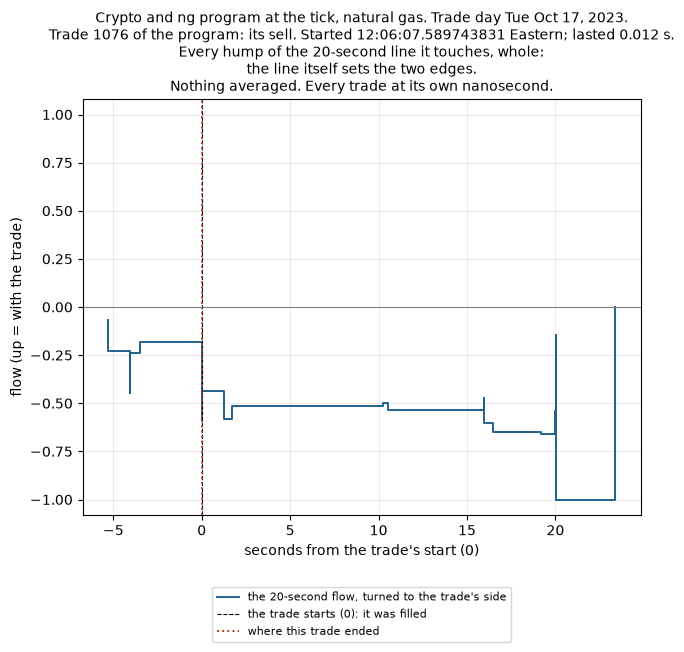 Crypto and ng program at the tick, natural gas. Trade day Tue Oct 17, 2023.
Trade 1076 of the program: its sell. Started 12:06:07.589743831 Eastern; lasted 0.012 s.
Every hump of the 20-second line it touches, whole:
the line itself sets the two edges.
Nothing averaged. Every trade at its own nanosecond.
1.00
0.75
0.50
0.25
0.00
−0.25
−0.50
−0.75
−1.00
flow (up = with the trade)
−5
0
5
10
15
20
seconds from the trade's start (0)
the 20-second flow, turned to the trade's side
the trade starts (0): it was filled
where this trade ended